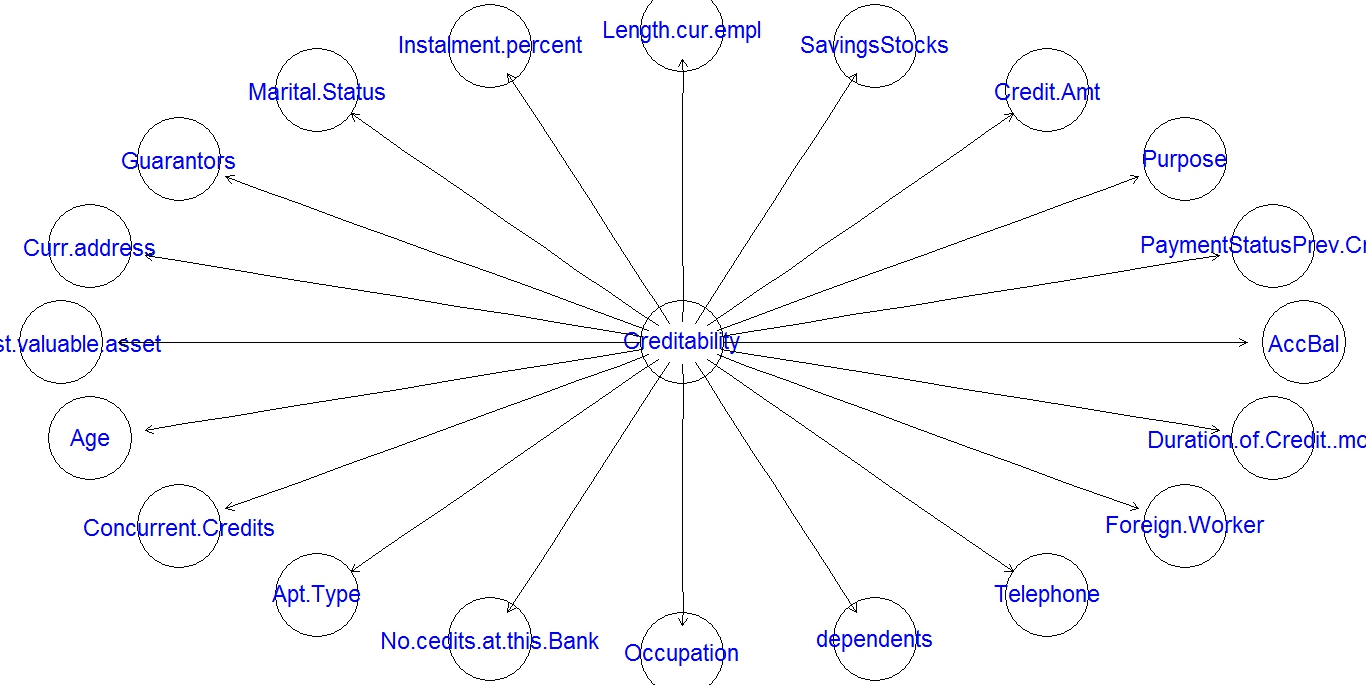 Length.cur.empl
Instalment.percent
SavingsStocks
Marital.Status
Credit.Amt
Guarantors
Purpose
Curr.address
PaymentStatusPrev.Cr
Creditability
st.valuable.asset
AccBal
Age
Duration.of.Credit..mo
Concurrent.Credits
Foreign.Worker
Apt.Type
Telephone
No.cedits.at.this.Bank
dependents
Occupation